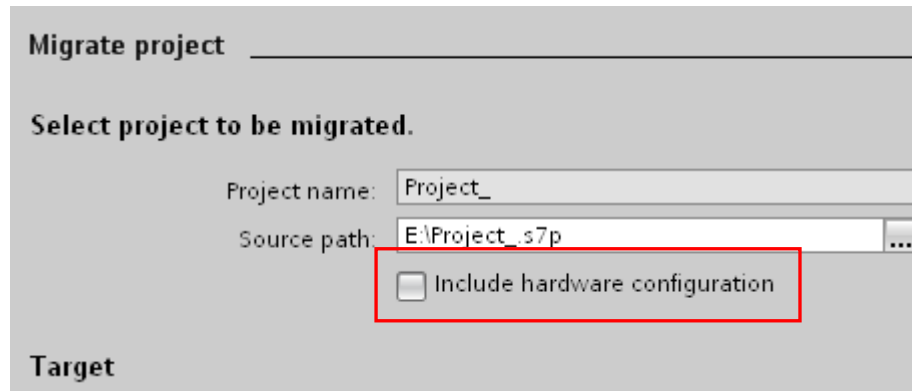 Migrate project
Select project to be migrated.
Project name: Project_
Source path: E:\Project_.s7p ...
Include hardware configuration
Target